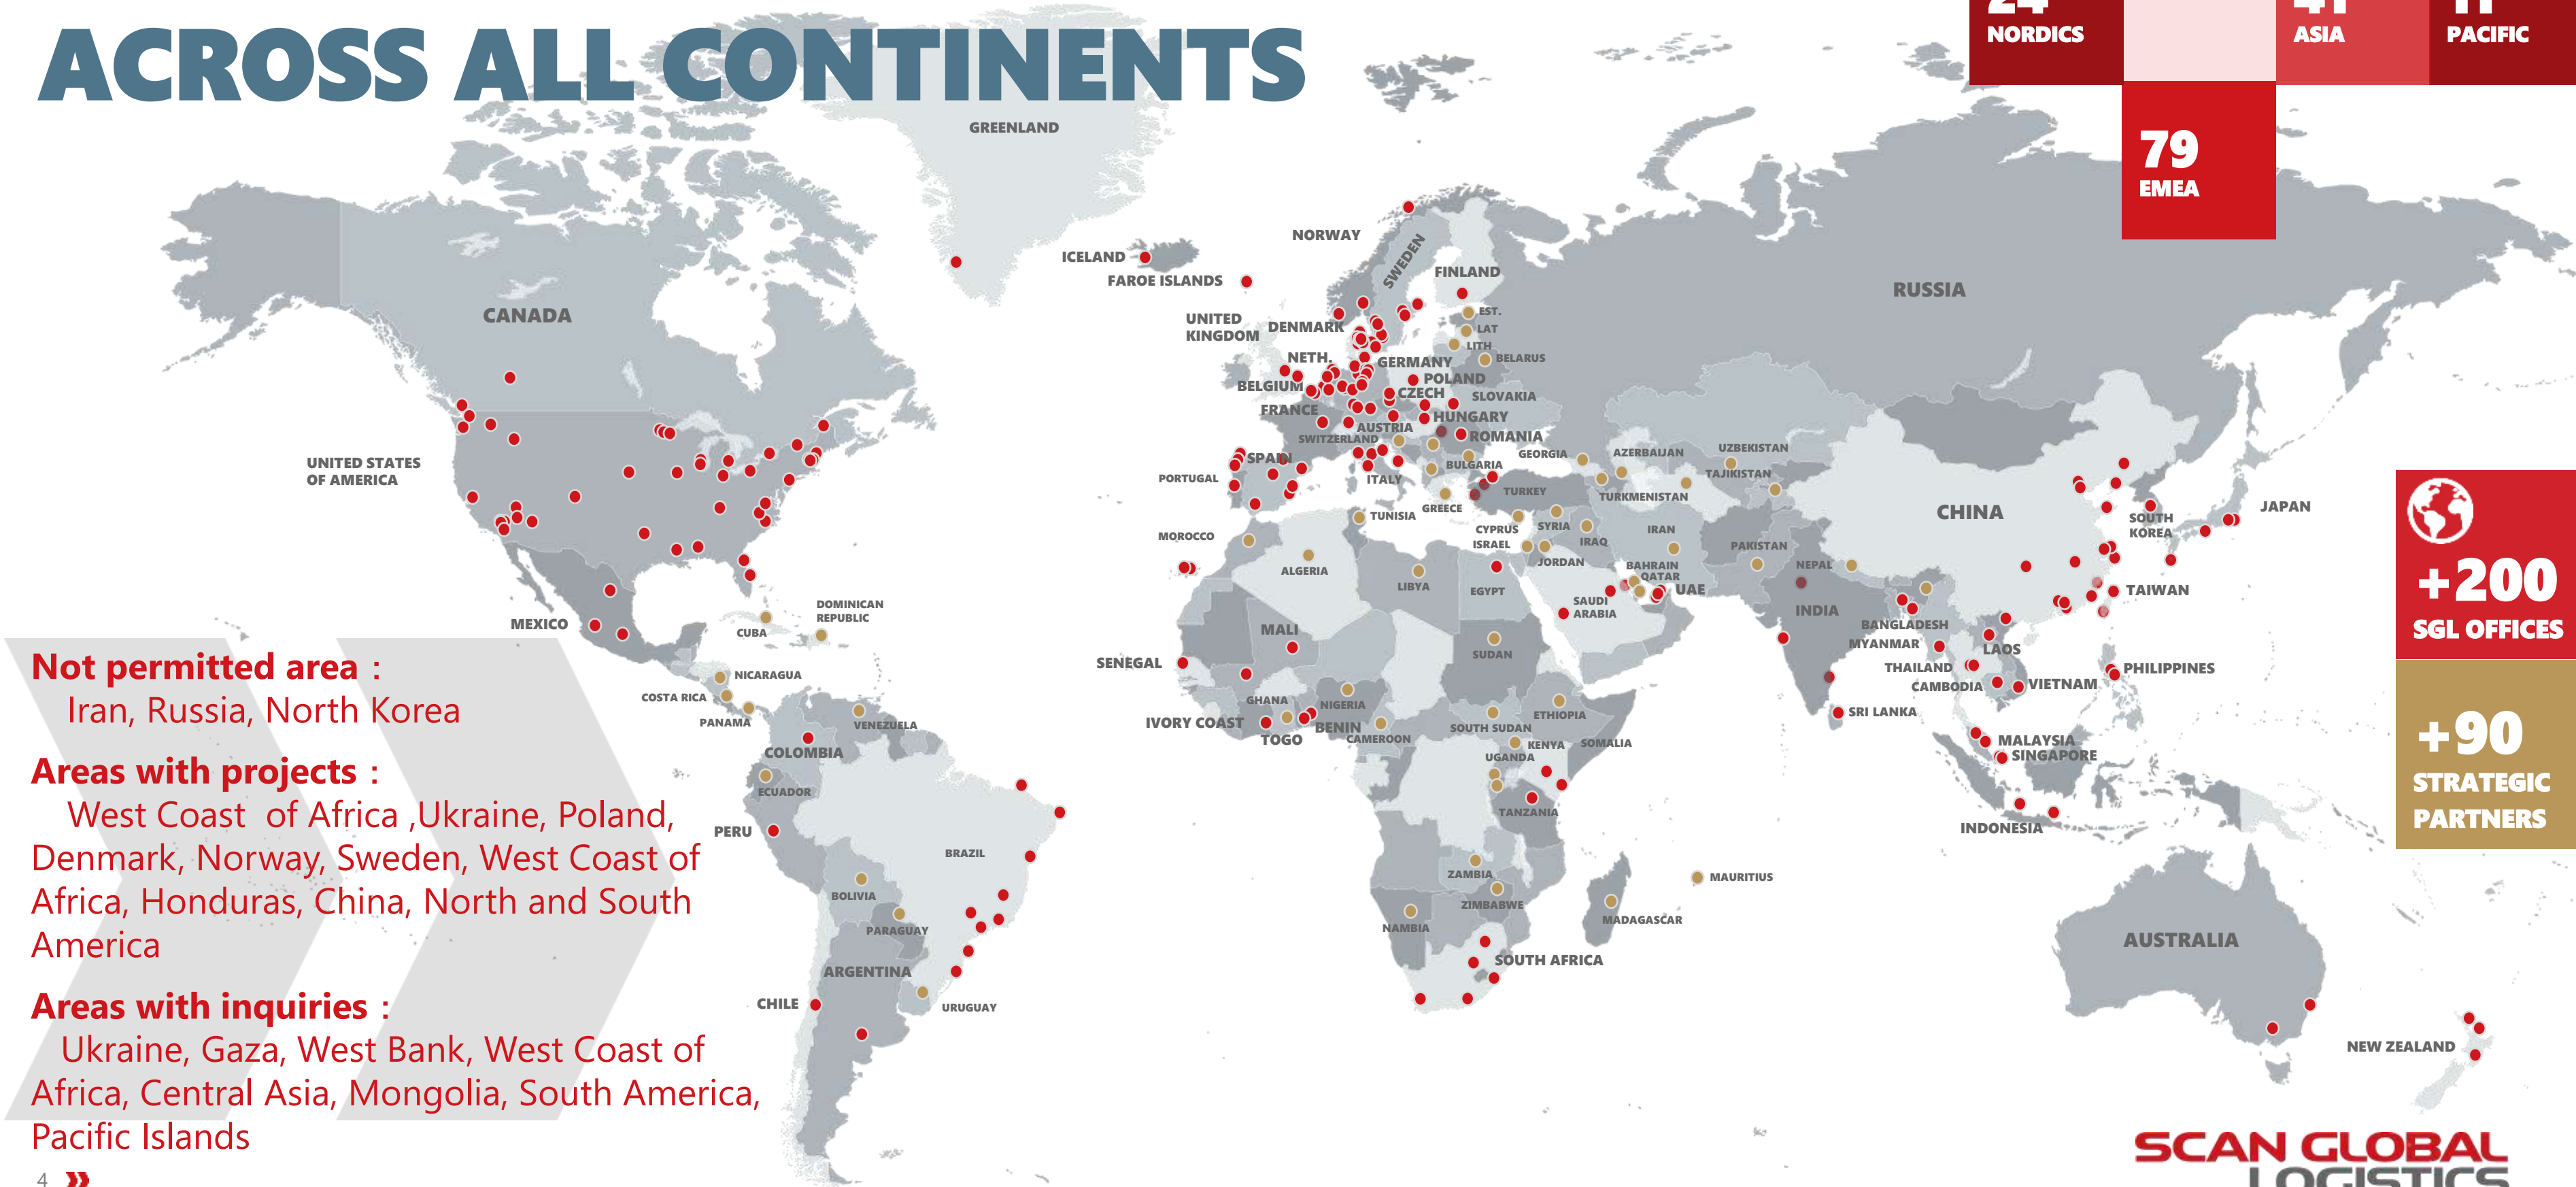 ACROSS ALL CONTINENTS
24
NORDICS
41
ASIA
11
PACIFIC
79
EMEA
GREENLAND
NORWAY
ICELAND
SWEDEN
FINLAND
FAROE ISLANDS
RUSSIA
CANADA
UNITED
KINGDOM
DENMARK
EST.
LAT
LITH
BELARUS
NETH.
GERMANY
BELGIUM
POLAND
CZECH
SLOVAKIA
FRANCE
HUNGARY
AUSTRIA
SWITZERLAND
ROMANIA
UNITED STATES
OF AMERICA
SPAIN
PORTUGAL
ITALY
BULGARIA
GEORGIA
AZERBAIJAN
UZBEKISTAN
TAJIKISTAN
TURKEY
TURKMENISTAN
GREECE
TUNISIA
CYPRUS
SYRIA
IRAN
ISRAEL
IRAQ
JORDAN
CHINA
SOUTH
KOREA
JAPAN
MOROCCO
ALGERIA
LIBYA
EGYPT
BAHRAIN
QATAR
UAE
SAUDI
ARABIA
PAKISTAN
NEPAL
INDIA
TAIWAN
BANGLADESH
MYANMAR
LAOS
THAILAND
CAMBODIA
VIETNAM
PHILIPPINES
SRI LANKA
MALAYSIA
SINGAPORE
INDONESIA
+200
SGL OFFICES
+90
STRATEGIC
PARTNERS
MEXICO
CUBA
DOMINICAN
REPUBLIC
NICARAGUA
COSTA RICA
PANAMA
VENEZUELA
COLOMBIA
ECUADOR
PERU
BRAZIL
BOLIVIA
PARAGUAY
ARGENTINA
CHILE
URUGUAY
MALI
SENEGAL
SUDAN
GHANA
NIGERIA
IVORY COAST
TOGO
BENIN
CAMEROON
SOUTH SUDAN
ETHIOPIA
KENYA
SOMALIA
UGANDA
TANZANIA
ZAMBIA
ZIMBABWE
NAMBIA
MADAGASCAR
MAURITIUS
SOUTH AFRICA
AUSTRALIA
NEW ZEALAND
Not permitted area :
Iran, Russia, North Korea
Areas with projects :
West Coast of Africa ,Ukraine, Poland,
Denmark, Norway, Sweden, West Coast of
Africa, Honduras, China, North and South
America
Areas with inquiries :
Ukraine, Gaza, West Bank, West Coast of
Africa, Central Asia, Mongolia, South America,
Pacific Islands
4
SCAN GLOBAL
LOGISTICS